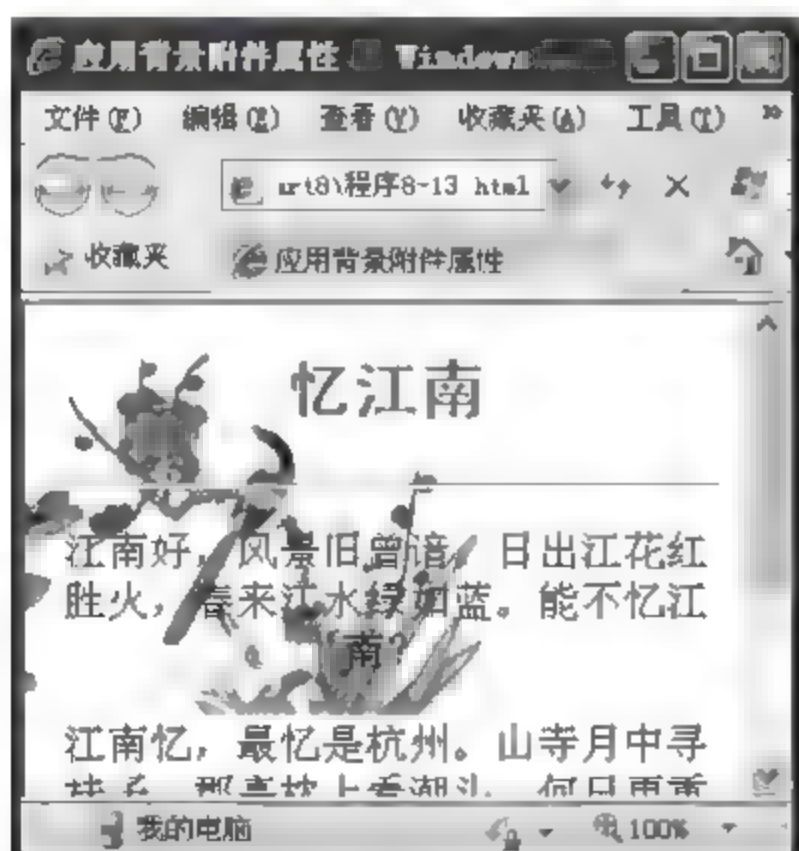 应用背景附件属性 Windows
文件(F) 编辑(E) 查看(V) 收藏夹(A) 工具(T) »
art8\程序8-13 html
收藏夹 应用背景附件属性
忆江南
江南好，风景旧曾谙，日出江花红
胜火，春来江水绿如蓝。能不忆江
南?
江南忆，最忆是杭州。山寺月中寻
我的电脑 100%